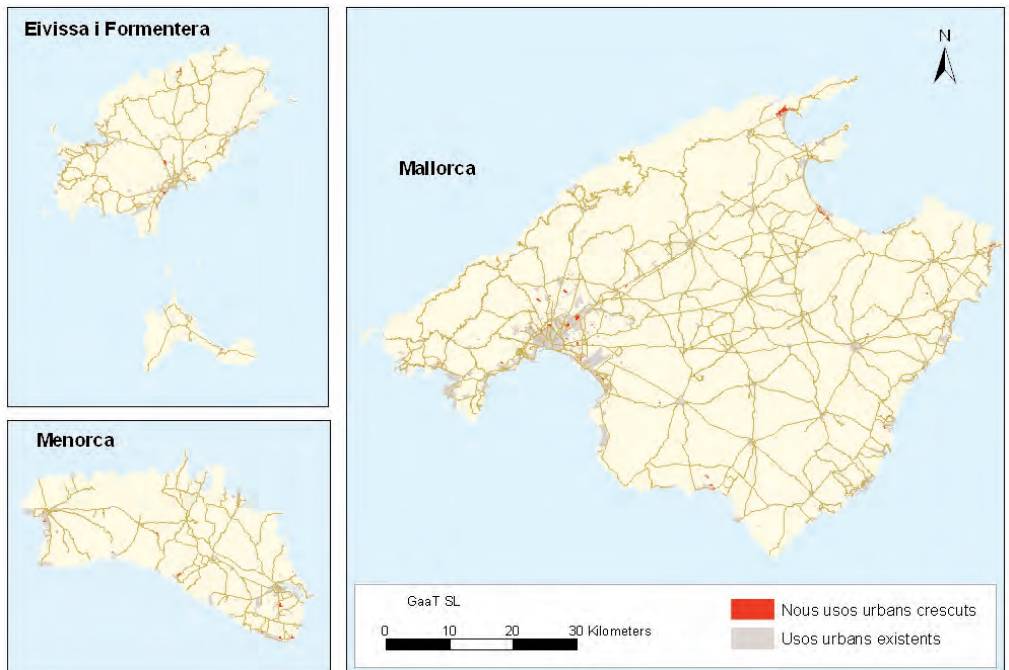 Eivissa i Formentera
N
Mallorca
Menorca
GaaT SL
0 10 20 30 Kilometers
Nous usos urbans crescuts
Usos urbans existents